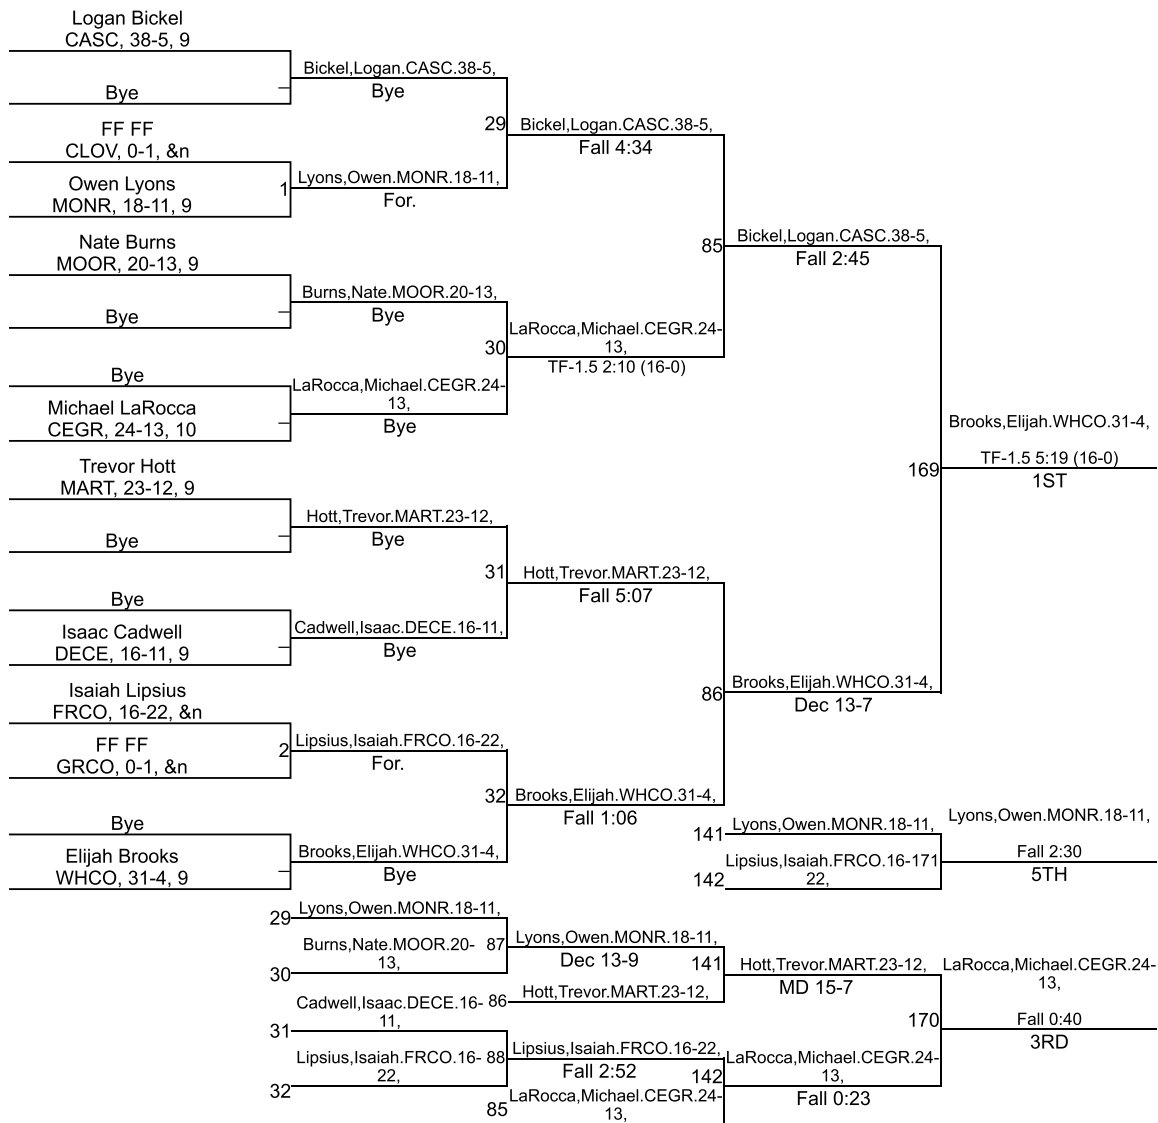 Logan Bickel
CASC, 38-5, 9
Bickel,Logan.CASC.38-5,
Bye
Bye
29
Bickel,Logan.CASC.38-5,
Fall 4:34
FF FF
CLOV, 0-1, &n
Owen Lyons
MONR, 18-11, 9
1
Lyons,Owen.MONR.18-11,
For.
85
Bickel,Logan.CASC.38-5,
Fall 2:45
Nate Burns
MOOR, 20-13, 9
Burns,Nate.MOOR.20-13,
Bye
Bye
30
LaRocca,Michael.CEGR.24-
13,
TF-1.5 2:10 (16-0)
Bye
LaRocca,Michael.CEGR.24-
13,
Bye
Michael LaRocca
CEGR, 24-13, 10
Brooks,Elijah.WHCO.31-4,
169
TF-1.5 5:19 (16-0)
1ST
Trevor Hott
MART, 23-12, 9
Hott,Trevor.MART.23-12,
Bye
Bye
31
Hott,Trevor.MART.23-12,
Fall 5:07
Bye
Isaac Cadwell
DECE, 16-11, 9
Cadwell,Isaac.DECE.16-11,
Bye
86
Brooks,Elijah.WHCO.31-4,
Dec 13-7
Isaiah Lipsius
FRCO, 16-22, &n
FF FF
GRCO, 0-1, &n
2
Lipsius,Isaiah.FRCO.16-22,
For.
32
Brooks,Elijah.WHCO.31-4,
Fall 1:06
Bye
Elijah Brooks
WHCO, 31-4, 9
Brooks,Elijah.WHCO.31-4,
Bye
141
Lyons,Owen.MONR.18-11,
Lyons,Owen.MONR.18-11,
142
Lipsius,Isaiah.FRCO.16-
22,
171
Fall 2:30
5TH
29
Lyons,Owen.MONR.18-11,
30
Burns,Nate.MOOR.20-
13,
87
Lyons,Owen.MONR.18-11,
Dec 13-9
141
Hott,Trevor.MART.23-12,
MD 15-7
LaRocca,Michael.CEGR.24-
13,
86
Hott,Trevor.MART.23-12,
31
Cadwell,Isaac.DECE.16-
11,
170
Fall 0:40
3RD
32
Lipsius,Isaiah.FRCO.16-
22,
88
Lipsius,Isaiah.FRCO.16-22,
Fall 2:52
142
LaRocca,Michael.CEGR.24-
13,
Fall 0:23
85
LaRocca,Michael.CEGR.24-
13,